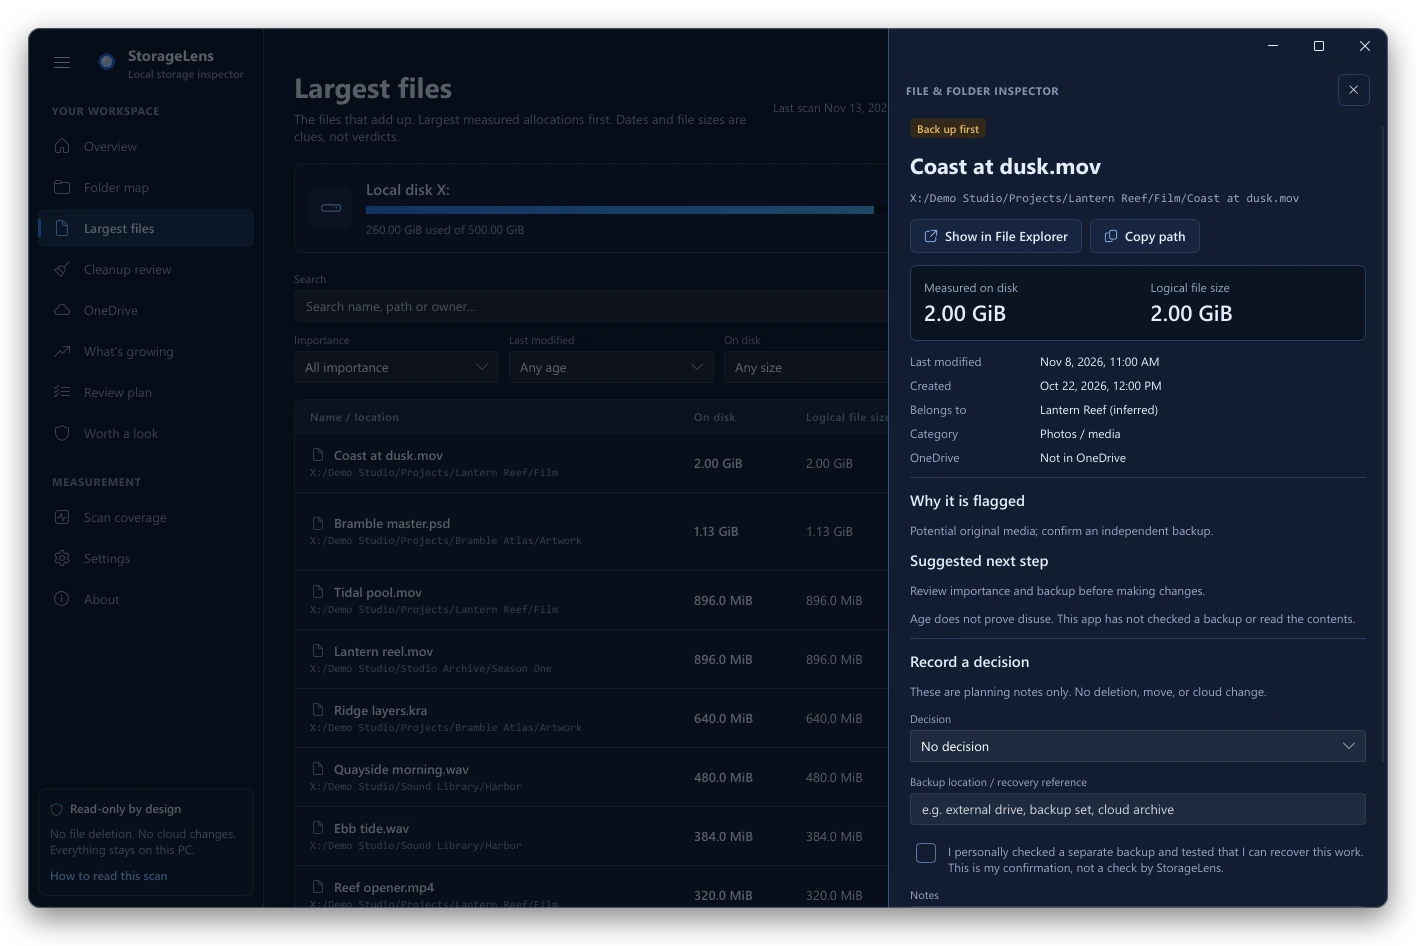 StorageLens
Local storage inspector
YOUR WORKSPACE
Overview
Folder map
Largest files
Cleanup review
OneDrive
What's growing
Review plan
Worth a look
MEASUREMENT
Scan coverage
Settings
About
Read-only by design
No file deletion. No cloud changes.
Everything stays on this PC.
How to read this scan
Largest files
The files that add up. Largest measured allocations first. Dates and file sizes are
clues, not verdicts.
Last scan Nov 13, 202
Local disk X:
260.00 GiB used of 500.00 GiB
Search
Search name, path or owner...
Importance
Last modified
On disk
All importance
Any age
Any size
Name / location On disk Logical file size
Coast at dusk.mov 2.00 GiB 2.00 GiB
X:/Demo Studio/Projects/Lantern Reef/Film
Bramble master.psd 1.13 GiB 1.13 GiB
X:/Demo Studio/Projects/Bramble Atlas/Artwork
Tidal pool.mov 896.0 MiB 896.0 MiB
X:/Demo Studio/Projects/Lantern Reef/Film
Lantern reel.mov 896.0 MiB 896.0 MiB
X:/Demo Studio/Studio Archive/Season One
Ridge layers.kra 640.0 MiB 640.0 MiB
X:/Demo Studio/Projects/Bramble Atlas/Artwork
Quayside morning.wav 480.0 MiB 480.0 MiB
X:/Demo Studio/Sound Library/Harbor
Ebb tide.wav 384.0 MiB 384.0 MiB
X:/Demo Studio/Sound Library/Harbor
Reef opener.mp4 320.0 MiB 320.0 MiB
X:/Demo Studio/Projects/Lantern Reef/Film
FILE & FOLDER INSPECTOR
Back up first
Coast at dusk.mov
X:/Demo Studio/Projects/Lantern Reef/Film/Coast at dusk.mov
Show in File Explorer
Copy path
Measured on disk Logical file size
2.00 GiB 2.00 GiB
Last modified Nov 8, 2026, 11:00 AM
Created Oct 22, 2026, 12:00 PM
Belongs to Lantern Reef (inferred)
Category Photos / media
OneDrive Not in OneDrive
Why it is flagged
Potential original media; confirm an independent backup.
Suggested next step
Review importance and backup before making changes.
Age does not prove disuse. This app has not checked a backup or read the contents.
Record a decision
These are planning notes only. No deletion, move, or cloud change.
Decision
No decision
Backup location / recovery reference
e.g. external drive, backup set, cloud archive
I personally checked a separate backup and tested that I can recover this work.
This is my confirmation, not a check by StorageLens.
Notes